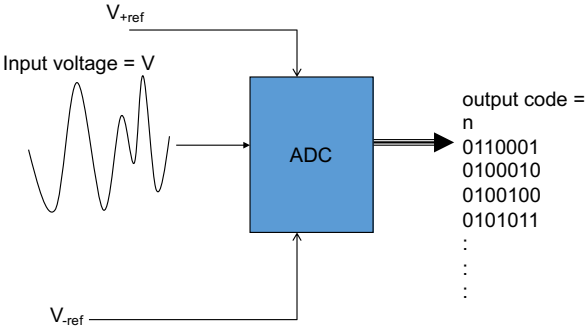 V+ref
Input voltage = V
ADC
output code =
n
0110001
0100010
0100100
0101011
:
:
:
V-ref